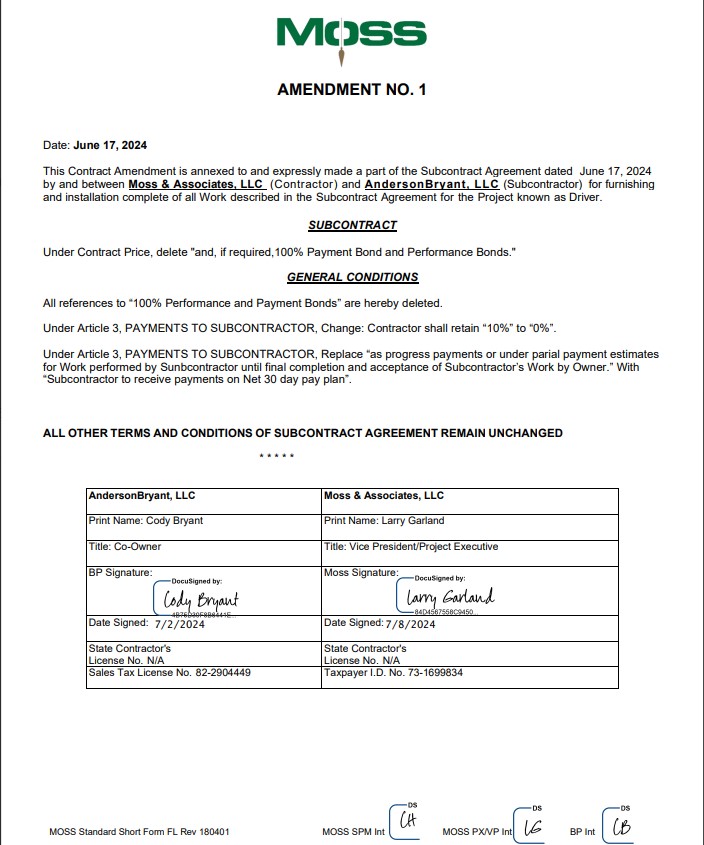 MOSS
AMENDMENT NO. 1
Date: June 17, 2024
This Contract Amendment is annexed to and expressly made a part of the Subcontract Agreement dated June 17, 2024
by and between Moss & Associates, LLC (Contractor) and AndersonBryant, LLC (Subcontractor) for furnishing
and installation complete of all Work described in the Subcontract Agreement for the Project known as Driver.
SUBCONTRACT
Under Contract Price, delete "and, if required,100% Payment Bond and Performance Bonds."
GENERAL CONDITIONS
All references to “100% Performance and Payment Bonds” are hereby deleted.
Under Article 3, PAYMENTS TO SUBCONTRACTOR, Change: Contractor shall retain “10%” to “0%”.
Under Article 3, PAYMENTS TO SUBCONTRACTOR, Replace “as progress payments or under parial payment estimates
for Work performed by Sunbcontractor until final completion and acceptance of Subcontractor’s Work by Owner.” With
“Subcontractor to receive payments on Net 30 day pay plan”.
ALL OTHER TERMS AND CONDITIONS OF SUBCONTRACT AGREEMENT REMAIN UNCHANGED
* * * * *
AndersonBryant, LLC
Moss & Associates, LLC
Print Name: Cody Bryant
Print Name: Larry Garland
Title: Co-Owner
Title: Vice President/Project Executive
BP Signature:
DocuSigned by:
Cody Bryant
Moss Signature:
DocuSigned by:
Larry Garland
84D4567558C9450...
Date Signed: 7/2/2024
Date Signed: 7/8/2024
State Contractor's
License No. N/A
State Contractor's
License No. N/A
Sales Tax License No. 82-2904449
Taxpayer I.D. No. 73-1699834
MOSS Standard Short Form FL Rev 180401
MOSS SPM Int
DS
CH
MOSS PX/VP Int
DS
LG
BP Int
DS
CB